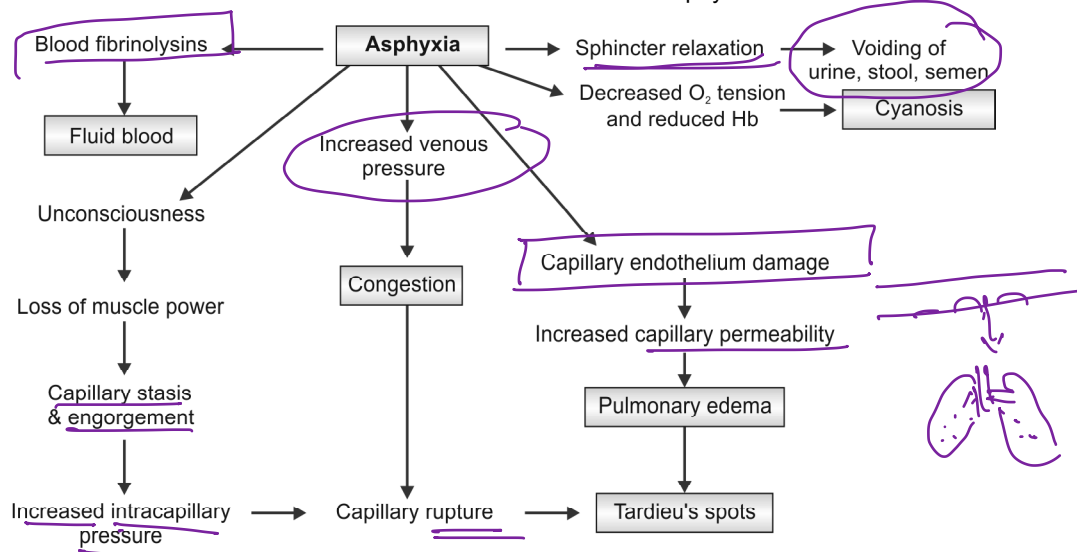 Blood fibrinolysins
Asphyxia
Sphincter relaxation
Voiding of
urine, stool, semen
Decreased O₂ tension
and reduced Hb
Cyanosis
Fluid blood
Increased venous
pressure
Unconsciousness
Capillary endothelium damage
Congestion
Loss of muscle power
Increased capillary permeability
Capillary stasis
& engorgement
Pulmonary edema
Increased intracapillary
pressure
Capillary rupture
Tardieu's spots